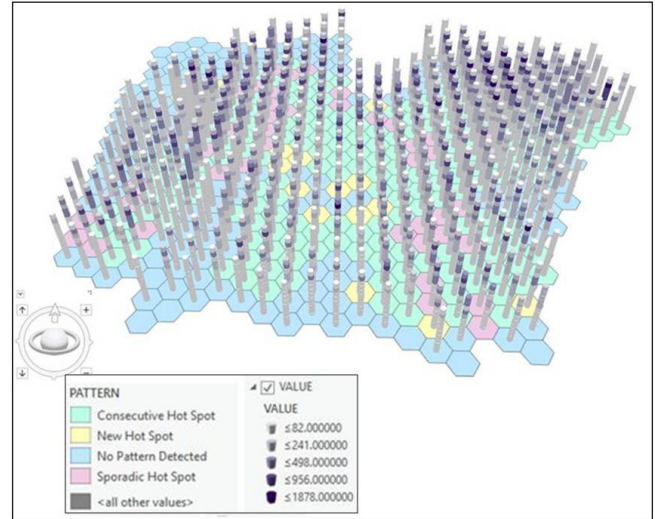 PATTERN
Consecutive Hot Spot
New Hot Spot
No Pattern Detected
Sporadic Hot Spot
<all other values>
VALUE
VALUE
≤82.000000
≤241.000000
≤498.000000
≤956.000000
≤1878.000000